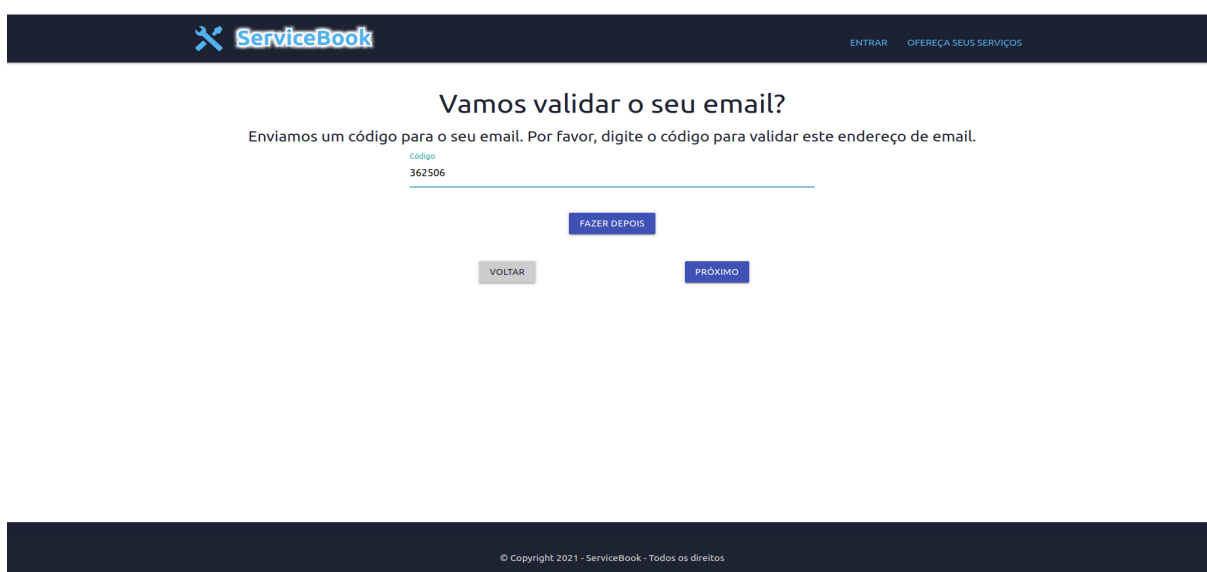 ServiceBook
ENTRAR OFEREÇA SEUS SERVIÇOS
Vamos validar o seu email?
Enviamos um código para o seu email. Por favor, digite o código para validar este endereço de email.
Código
362506
FAZER DEPOIS
VOLTAR PRÓXIMO
© Copyright 2021 - ServiceBook - Todos os direitos